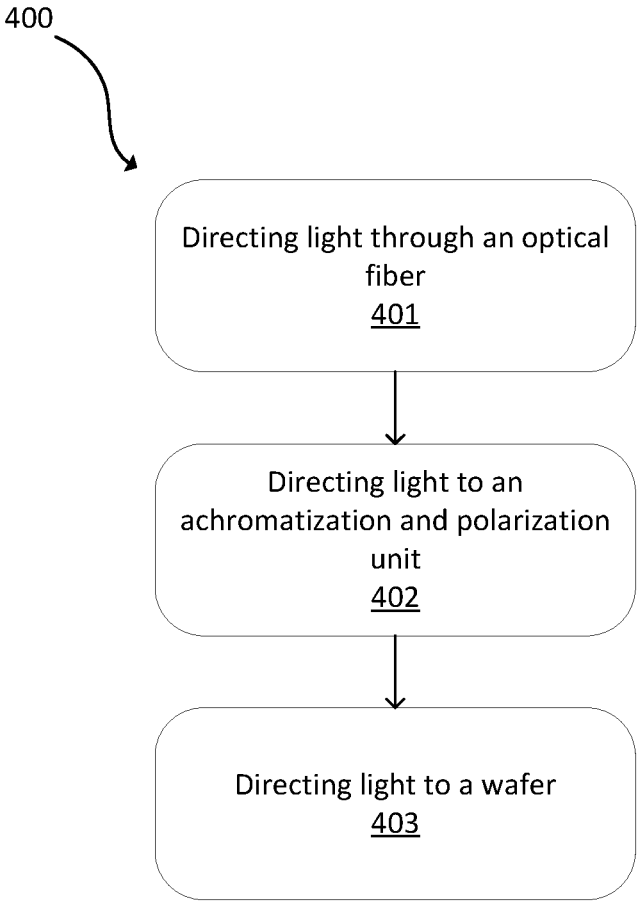 400
Directing light through an optical
fiber
401
Directing light to an
achromatization and polarization
unit
402
Directing light to a wafer
403